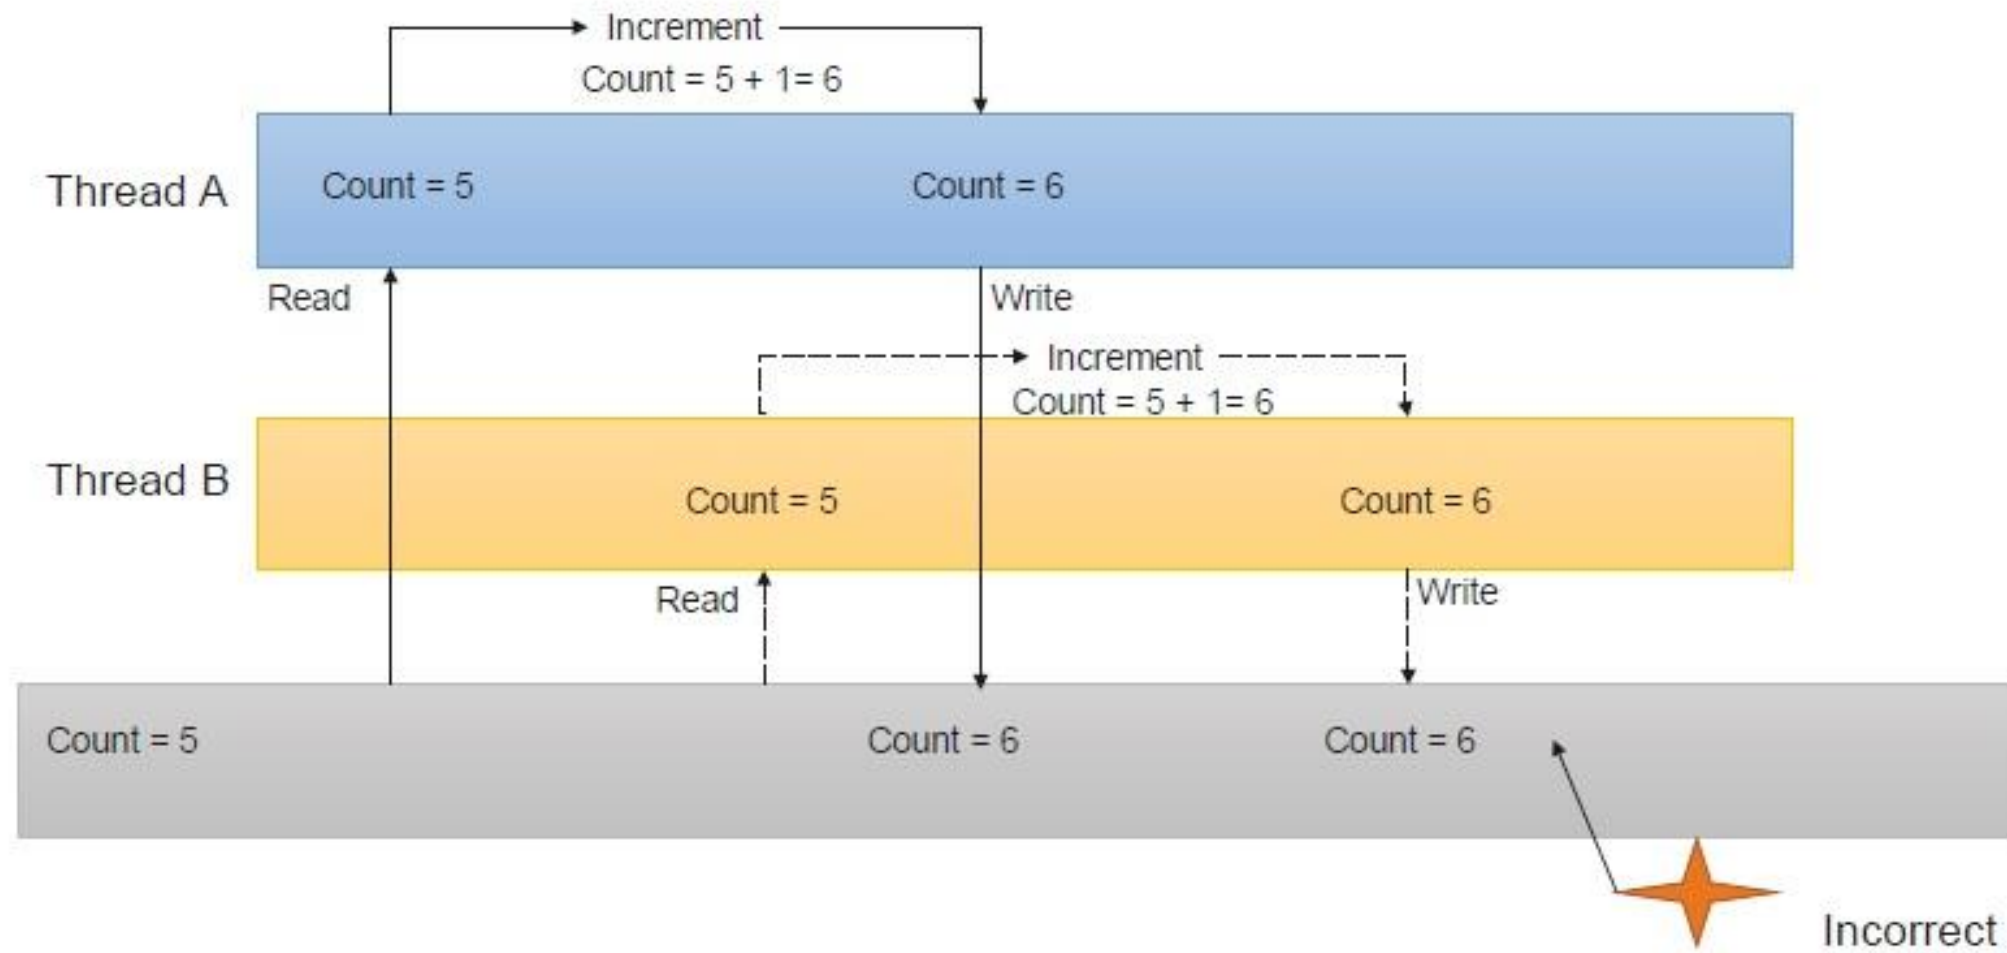 Increment
Count = 5 + 1= 6
Thread A
Count = 5
Count = 6
Read
Write
Increment
Count = 5 + 1= 6
Thread B
Count = 5
Count = 6
Read
Write
Count = 5
Count = 6
Count = 6
Incorrect